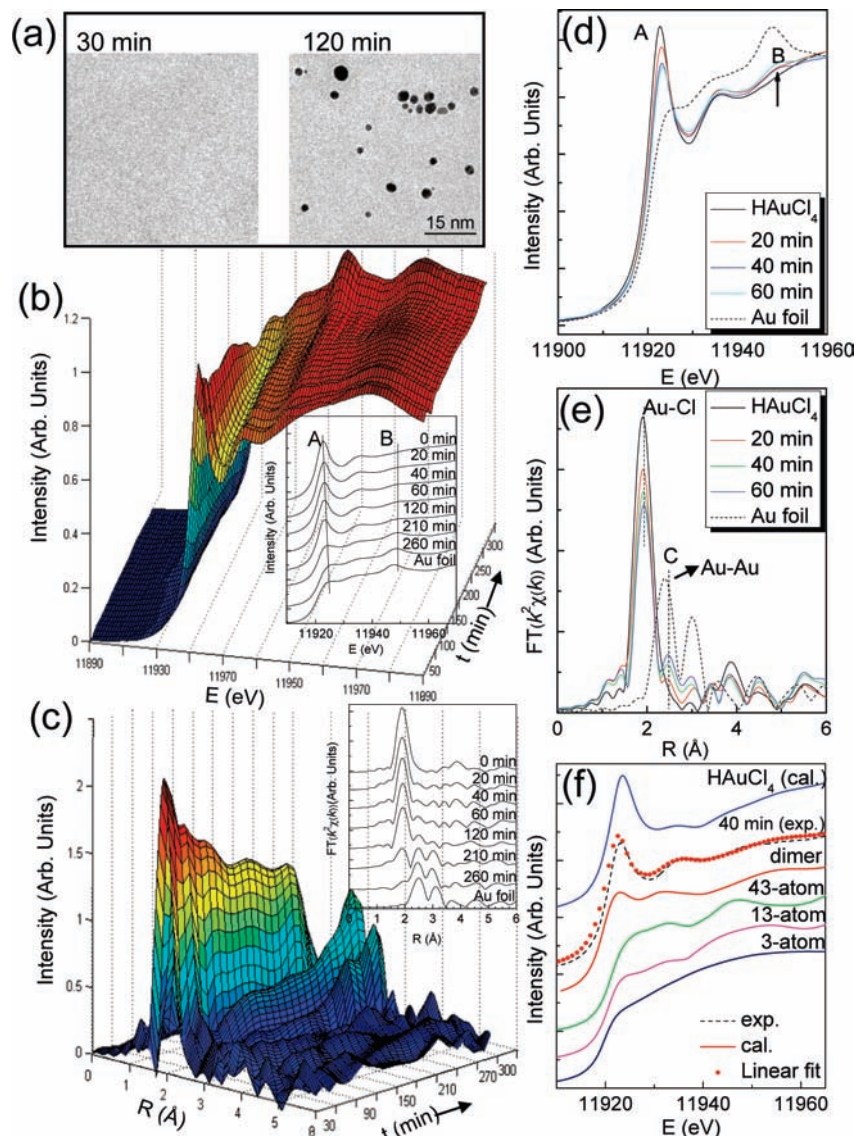 (a)
30 min
120 min
15 nm
(b)
Intensity (Arb. Units)
1.2
1
0.8
0.6
0.4
0.2
0
11890
11930
11970
11950
11970
11890
E (eV)
50
100
150
200
250
300
t (min)
A
B
0 min
20 min
40 min
60 min
120 min
210 min
260 min
Au foil
Intensity (Arb. Units)
11920
11940
11960
E (eV)
(c)
Intensity (Arb. Units)
2
1.5
1
0.5
0
0
1
2
3
4
5
6
R (Å)
30
90
150
210
270
300
t (min)
FT(k²χ(k))(Arb. Units)
0 min
20 min
40 min
60 min
120 min
210 min
260 min
Au foil
0 1 2 3 4 5 6
R (Å)
(d)
Intensity (Arb. Units)
A
B
HAuCl₄
20 min
40 min
60 min
Au foil
11900 11920 11940 11960
E (eV)
(e)
FT(k²χ(k)) (Arb. Units)
Au-Cl
C
Au-Au
HAuCl₄
20 min
40 min
60 min
Au foil
0 2 4 6
R (Å)
(f)
Intensity (Arb. Units)
HAuCl₄ (cal.)
40 min (exp.)
dimer
43-atom
13-atom
3-atom
exp.
cal.
Linear fit
11920 11940 11960
E (eV)